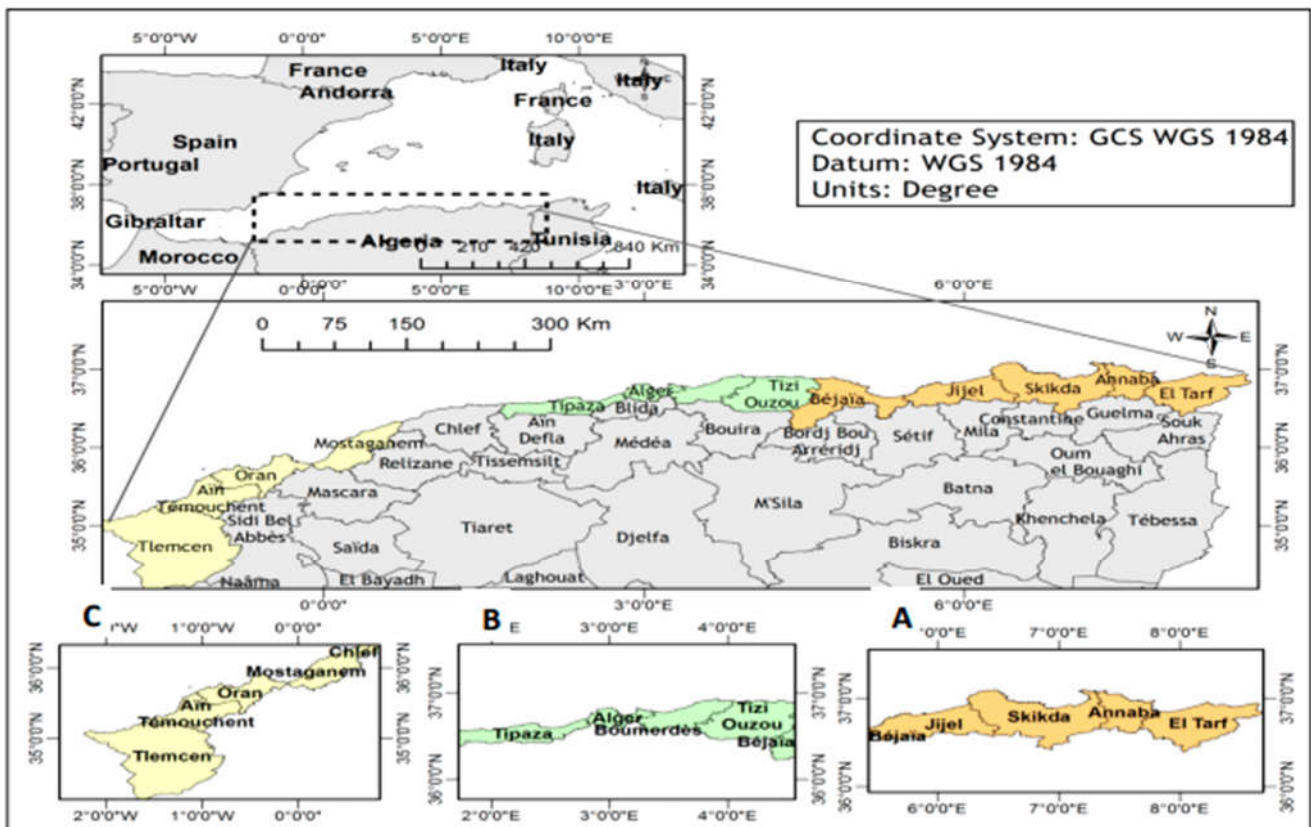 5°0'0"W 0°0'0" 5°0'0"E 10°0'0"E
France
Andorra
Italy
Italy
France
Spain
Portugal
Italy
Italy
Gibraltar
Morocco
Algeria
Tunisia
0 210 420 840 Km
42°0'0"N
38°0'0"N
34°0'0"N
42°0'0"N
38°0'0"N
34°0'0"N
5°0'0"W 0°0'0" 5°0'0"E 10°0'0"E 3°0'0"E
6°0'0"E
Coordinate System: GCS WGS 1984
Datum: WGS 1984
Units: Degree
0 75 150 300 Km
N
W E
S
37°0'0"N
36°0'0"N
35°0'0"N
37°0'0"N
36°0'0"N
35°0'0"N
Tipaza
Alger
Blida
Tizi
Ouzou
Béjaïa
Jijel
Skikda
Annaba
El Tarf
Mostaganem
Chlef
Aïn
Defla
Médéa
Bouira
Bordj Bou
Arréridj
Sétif
Mila
Constantine
Guelma
Souk
Ahras
Oran
Relizane
Tissemsilt
Oum
el Bouaghi
Aïn
Témouchent
Mascara
Batna
M'Sila
Sidi Bel
Abbès
Tiaret
Khenchela
Tébessa
Tlemcen
Saïda
Djelfa
Biskra
Naâma
El Bayadh
Laghouat
El Oued
0°0'0" 3°0'0"E 6°0'0"E
C
1°0'0"W 0°0'0"
36°0'0"N
35°0'0"N
36°0'0"N
35°0'0"N
Chlef
Mostaganem
Oran
Aïn
Témouchent
Tlemcen
2°0'0"W 1°0'0"W 0°0'0"
B
3°0'0"E 4°0'0"E
37°0'0"N
36°0'0"N
37°0'0"N
36°0'0"N
Tipaza
Alger
Boumerdès
Tizi
Ouzou
Béjaïa
2°0'0"E 3°0'0"E 4°0'0"E
A
7°0'0"E 8°0'0"E
37°0'0"N
36°0'0"N
37°0'0"N
36°0'0"N
Béjaïa
Jijel
Skikda
Annaba
El Tarf
6°0'0"E 7°0'0"E 8°0'0"E